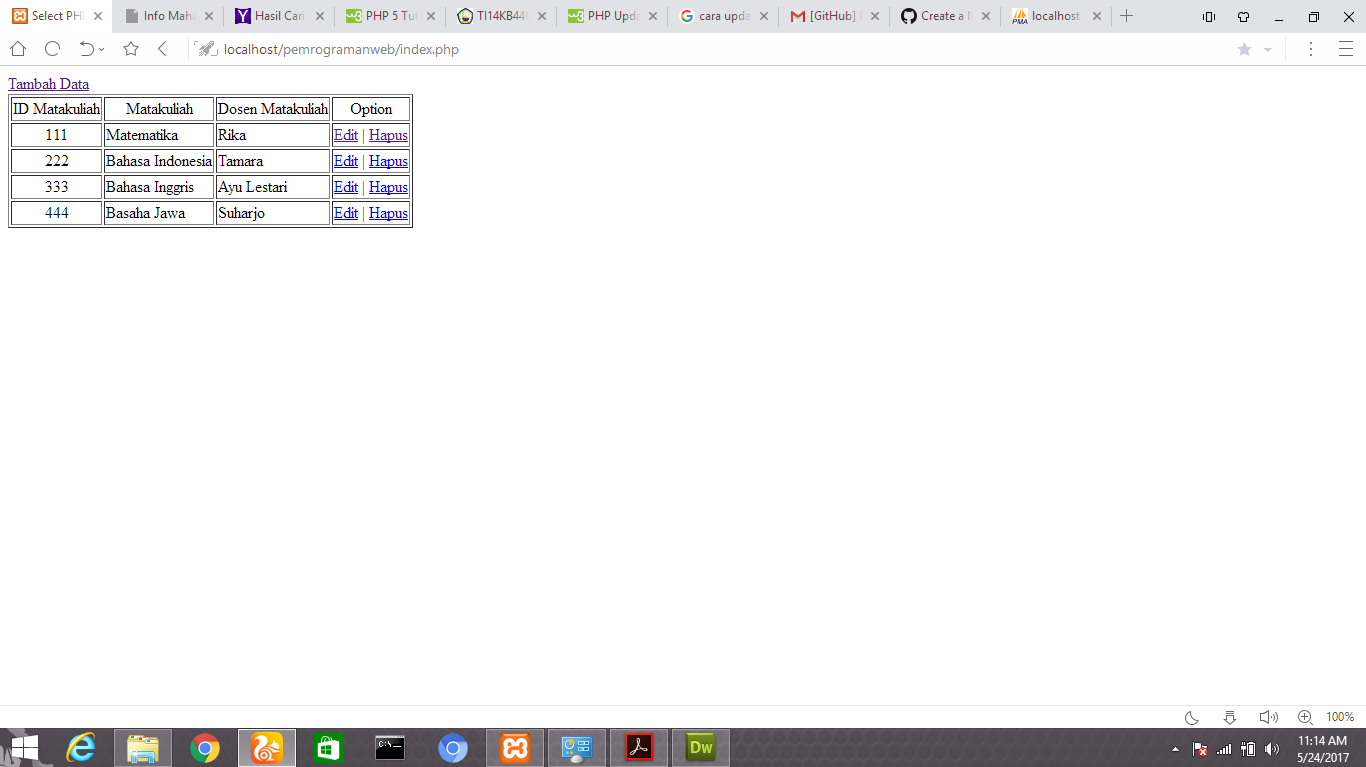 Select PH
Info Maha
Hasil Cari
PHP 5 Tut
TI14KB44
PHP Upda
cara upda
[GitHub]
Create a N
localhost
localhost/pemrogramanweb/index.php
Tambah Data
ID Matakuliah Matakuliah Dosen Matakuliah Option
111 Matematika Rika Edit | Hapus
222 Bahasa Indonesia Tamara Edit | Hapus
333 Bahasa Inggris Ayu Lestari Edit | Hapus
444 Basaha Jawa Suharjo Edit | Hapus
100%
Dw
11:14 AM
5/24/2017